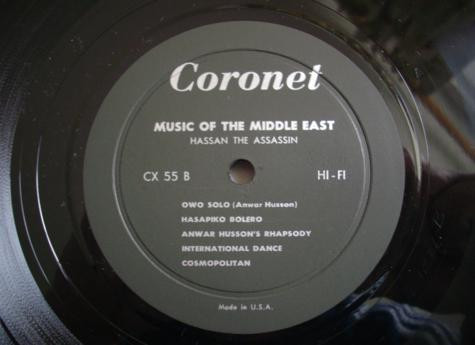 Coronet
MUSIC OF THE MIDDLE EAST
HASSAN THE ASSASSIN
CX 55 B HI-FI
OWO SOLO (Anwar Husson)
HASAPIKO BOLERO
ANWAR HUSSON'S RHAPSODY
INTERNATIONAL DANCE
COSMOPOLITAN
Made in U.S.A.